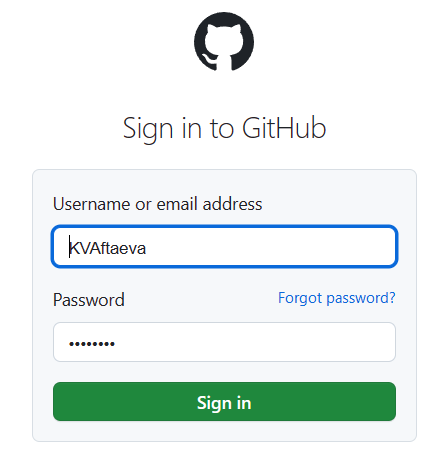 Sign in to GitHub
Username or email address
KVAftaeva
Password Forgot password?
••••••••
Sign in